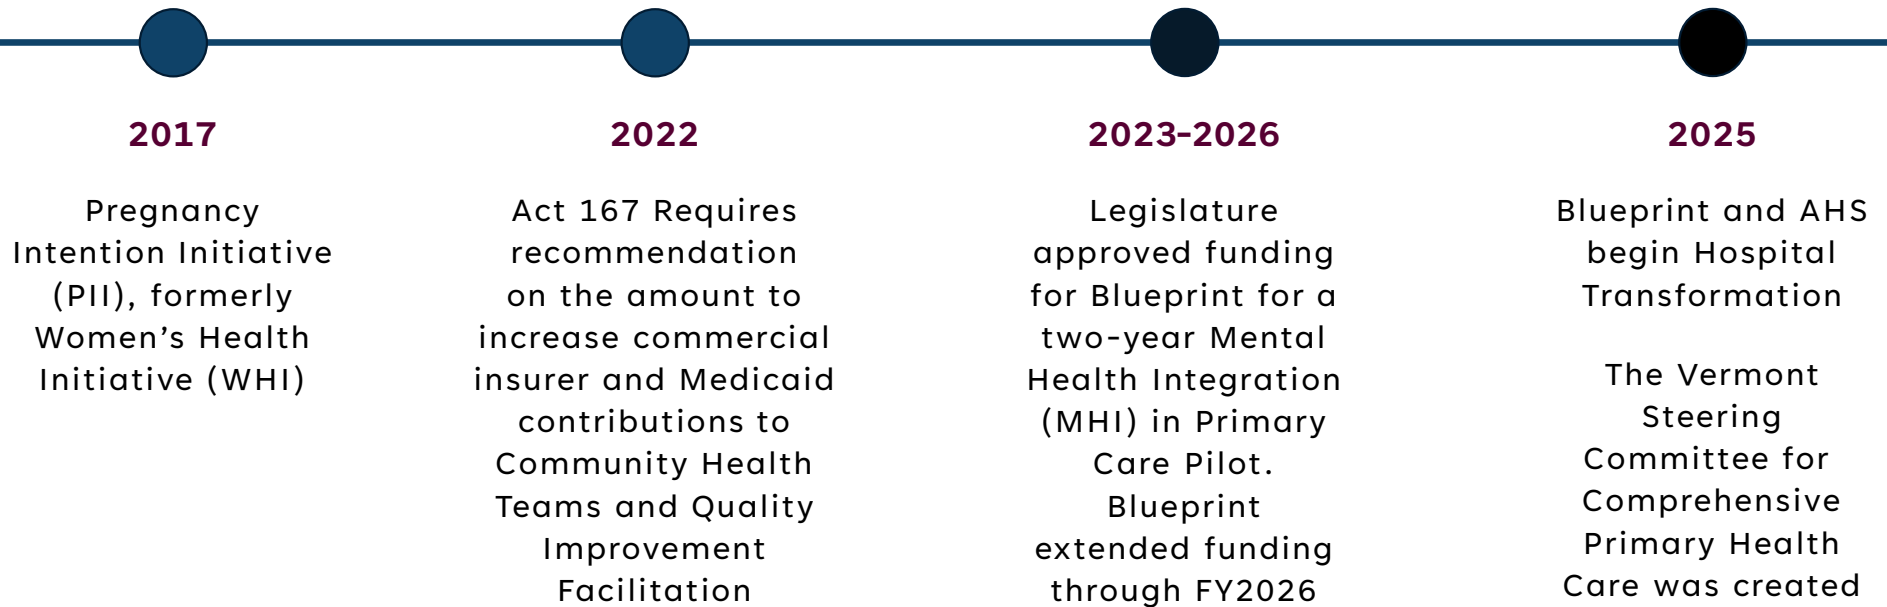 2017
Pregnancy
Intention Initiative
(PII), formerly
Women’s Health
Initiative (WHI)
2022
Act 167 Requires
recommendation
on the amount to
increase commercial
insurer and Medicaid
contributions to
Community Health
Teams and Quality
Improvement
Facilitation
2023-2026
Legislature
approved funding
for Blueprint for a
two-year Mental
Health Integration
(MHI) in Primary
Care Pilot.
Blueprint
extended funding
through FY2026
2025
Blueprint and AHS
begin Hospital
Transformation
The Vermont
Steering
Committee for
Comprehensive
Primary Health
Care was created